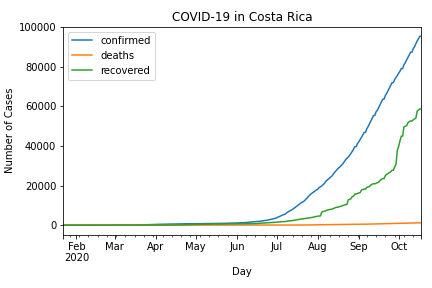 COVID-19 in Costa Rica
100000
80000
60000
40000
20000
0
Number of Cases
confirmed
deaths
recovered
Feb Mar Apr May Jun Jul Aug Sep Oct
2020
Day